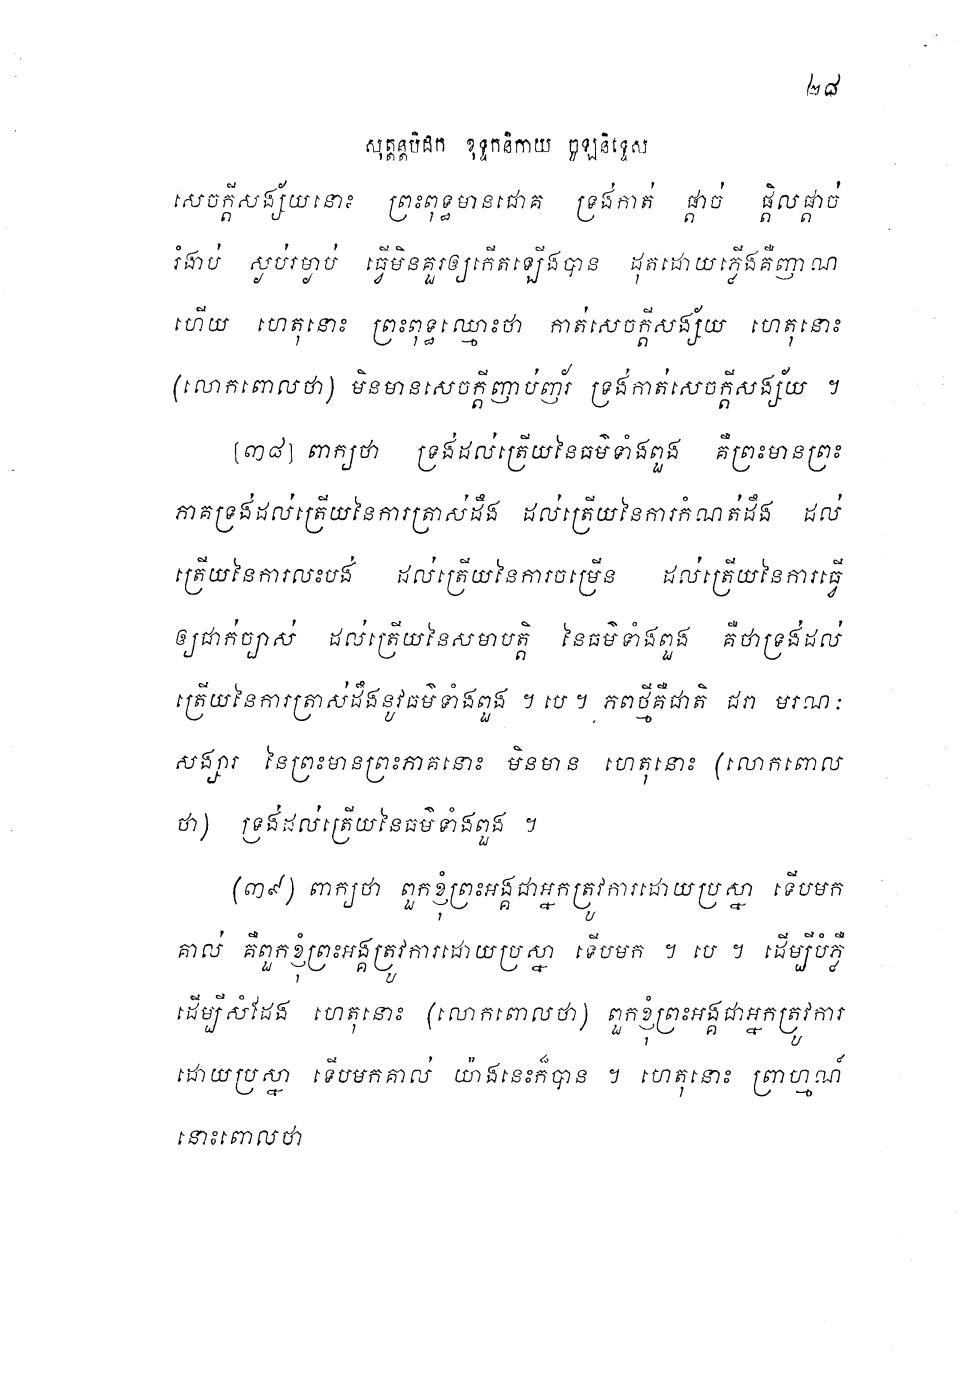 ២៨
សុត្តន្តបិដក ខុទ្ទកនិកាយ ចូឡនិទ្ទេស
សេចក្តីសង្ស័យនោះ ព្រះពុទ្ធមានជោគ ទ្រង់កាត់ ផ្តាច់ ផ្តិលផ្តាច់
រំងាប់ ស្ងប់រម្ងាប់ ធ្វើមិនគួរឲ្យកើតឡើងបាន ដុតដោយភ្លើងគឺញាណ
ហើយ ហេតុនោះ ព្រះពុទ្ធឈ្មោះថា កាត់សេចក្តីសង្ស័យ ហេតុនោះ
(លោកពោលថា) មិនមានសេចក្តីញាប់ញ័រ ទ្រង់កាត់សេចក្តីសង្ស័យ ។
[៣៨] ពាក្យថា ទ្រង់ដល់ត្រើយនៃធម៌ទាំងពួង គឺព្រះមានព្រះ
ភាគទ្រង់ដល់ត្រើយនៃការត្រាស់ដឹង ដល់ត្រើយនៃការកំណត់ដឹង ដល់
ត្រើយនៃការលះបង់ ដល់ត្រើយនៃការចម្រើន ដល់ត្រើយនៃការធ្វើ
ឲ្យជាក់ច្បាស់ ដល់ត្រើយនៃសមាបត្តិ នៃធម៌ទាំងពួង គឺថាទ្រង់ដល់
ត្រើយនៃការត្រាស់ដឹងនូវធម៌ទាំងពួង ។ បេ ។ ភពថ្មីគឺជាតិ ជរា មរណៈ
សង្សារ នៃព្រះមានព្រះភាគនោះ មិនមាន ហេតុនោះ (លោកពោល
ថា) ទ្រង់ដល់ត្រើយនៃធម៌ទាំងពួង ។
(៣៩) ពាក្យថា ពួកខ្ញុំព្រះអង្គជាអ្នកត្រូវការដោយប្រស្នា ទើបមក
គាល់ គឺពួកខ្ញុំព្រះអង្គត្រូវការដោយប្រស្នា ទើបមក ។ បេ ។ ដើម្បីបំភ្លឺ
ដើម្បីសំដែង ហេតុនោះ (លោកពោលថា) ពួកខ្ញុំព្រះអង្គជាអ្នកត្រូវការ
ដោយប្រស្នា ទើបមកគាល់ យ៉ាងនេះក៏បាន ។ ហេតុនោះ ព្រាហ្មណ៍
នោះពោលថា